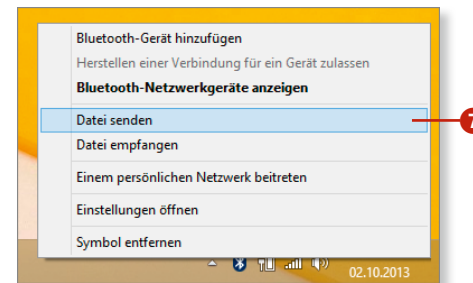 Bluetooth-Gerät hinzufügen
Herstellen einer Verbindung für ein Gerät zulassen
Bluetooth-Netzwerkgeräte anzeigen
Datei senden
Datei empfangen
Einem persönlichen Netzwerk beitreten
Einstellungen öffnen
Symbol entfernen
02.10.2013